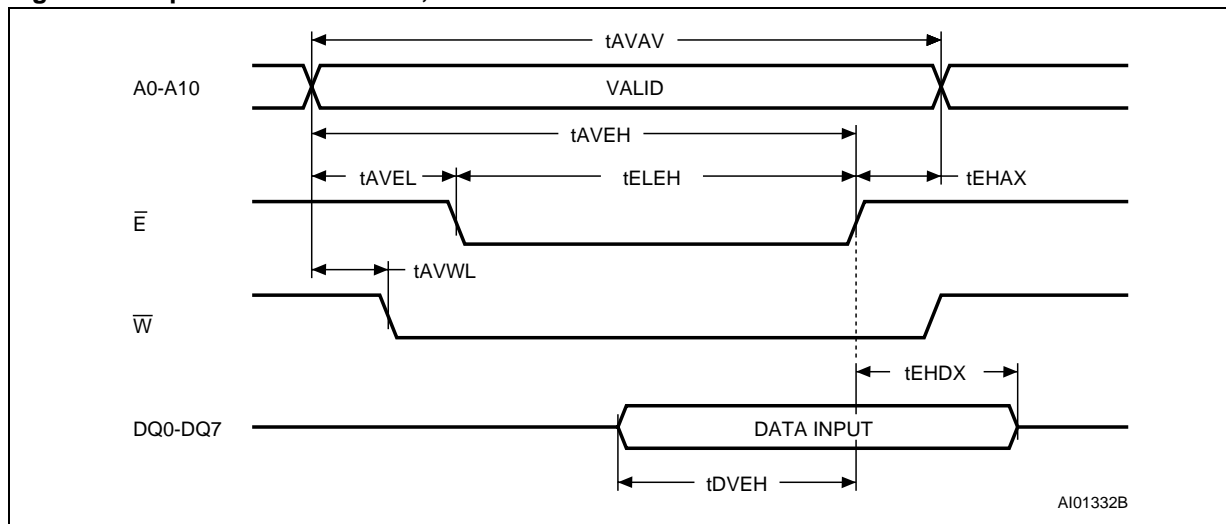 tAVAV
A0-A10
VALID
tAVEH
tAVEL
tELEH
tEHAX
E̅
tAVWL
W̅
tEHDX
DQ0-DQ7
DATA INPUT
tDVEH
AI01332B